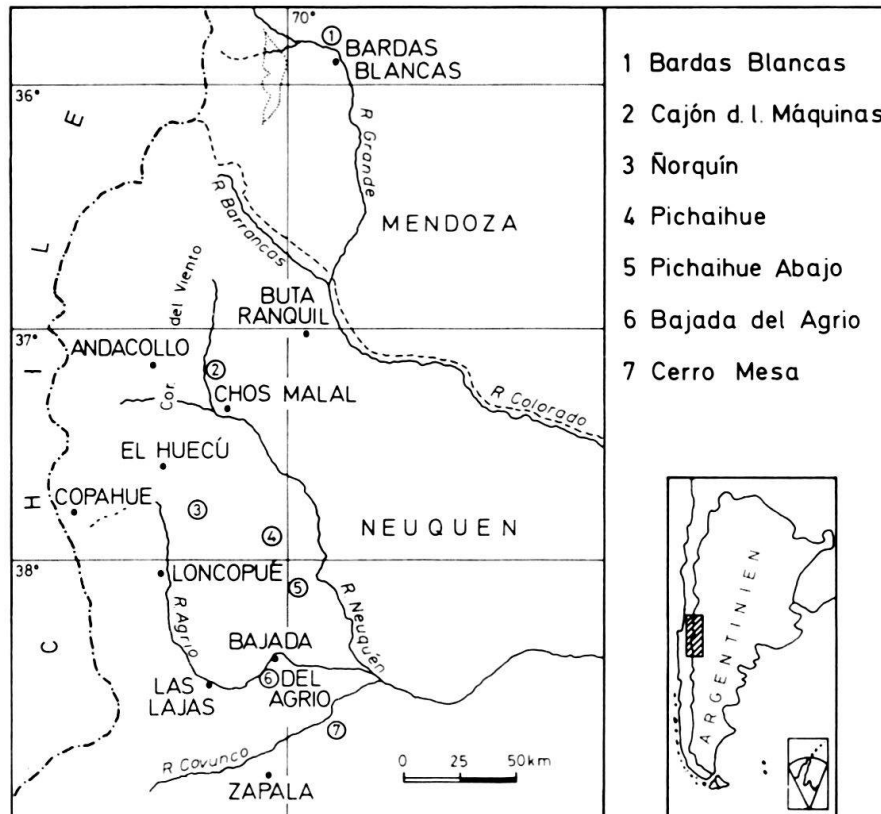 70°
1
BARDAS
BLANCAS
36°
R Grande
R Barrancas
MENDOZA
del Viento
BUTA
RANQUIL
37°
ANDACOLLO
2
Cor.
CHOS MALAL
R Colorado
EL HUECÚ
COPAHUE
3
4
NEUQUEN
38°
LONCOPUÉ
5
R Agrio
R Neuquén
BAJADA
DEL
AGRIO
6
LAS
LAJAS
7
R Covunco
ZAPALA
0 25 50km
C H I L E
1 Bardas Blancas
2 Cajón d. l. Máquinas
3 Ñorquín
4 Pichaihue
5 Pichaihue Abajo
6 Bajada del Agrio
7 Cerro Mesa
ARGENTINIEN